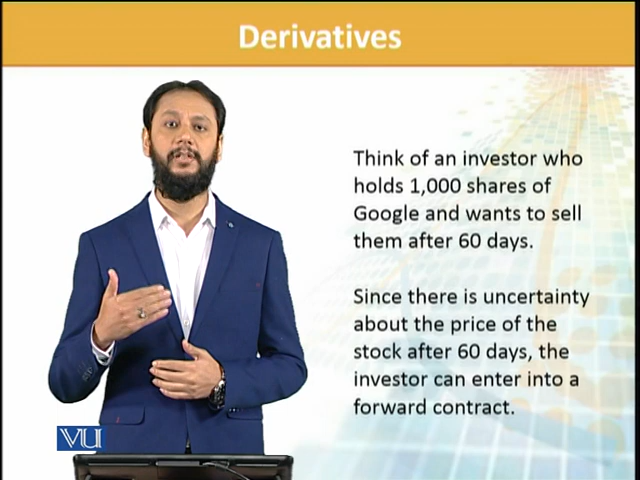 Derivatives
Think of an investor who
holds 1,000 shares of
Google and wants to sell
them after 60 days.
Since there is uncertainty
about the price of the
stock after 60 days, the
investor can enter into a
forward contract.
VU